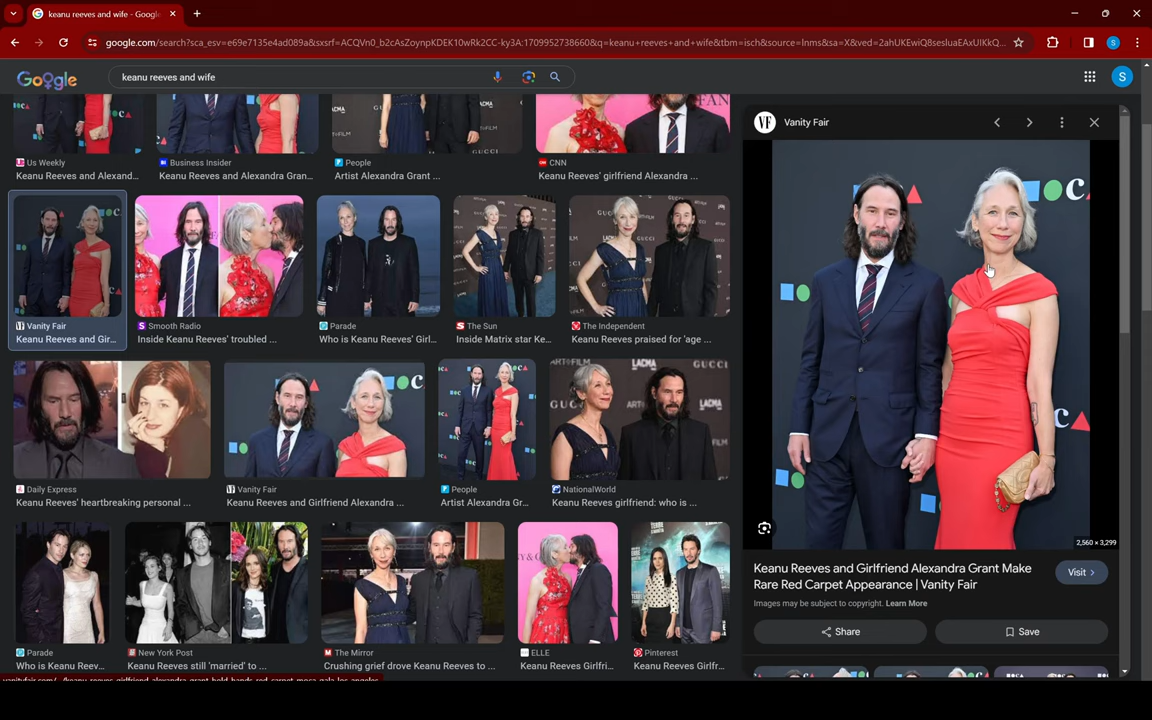 keanu reeves and wife - Google
google.com/search?sca_esv=e69e7135e4ad089a&sxsrf=ACQVn0_b2cAsZoynpKDEK10wRk2CC-ky3A:1709952738660&q=keanu+reeves+and+wife&tbm=isch&source=lnms&sa=X&ved=2ahUKEwiQ8sesluaEAxUIKkQ...
S
Google
keanu reeves and wife
S
VF Vanity Fair
Us Weekly
Keanu Reeves and Alexand...
Business Insider
Keanu Reeves and Alexandra Gran...
People
Artist Alexandra Grant ...
CNN
Keanu Reeves' girlfriend Alexandra ...
Vanity Fair
Keanu Reeves and Gir...
Smooth Radio
Inside Keanu Reeves' troubled ...
Parade
Who is Keanu Reeves' Girl...
The Sun
Inside Matrix star Ke...
The Independent
Keanu Reeves praised for 'age ...
Daily Express
Keanu Reeves' heartbreaking personal ...
Vanity Fair
Keanu Reeves and Girlfriend Alexandra ...
People
Artist Alexandra Gr...
NationalWorld
Keanu Reeves girlfriend: who is ...
Parade
Who is Keanu Reev...
New York Post
Keanu Reeves still 'married' to ...
The Mirror
Crushing grief drove Keanu Reeves to ...
ELLE
Keanu Reeves Girlfri...
Pinterest
Keanu Reeves Girlfr...
2,560 × 3,299
Keanu Reeves and Girlfriend Alexandra Grant Make
Rare Red Carpet Appearance | Vanity Fair
Visit
Images may be subject to copyright. Learn More
Share
Save